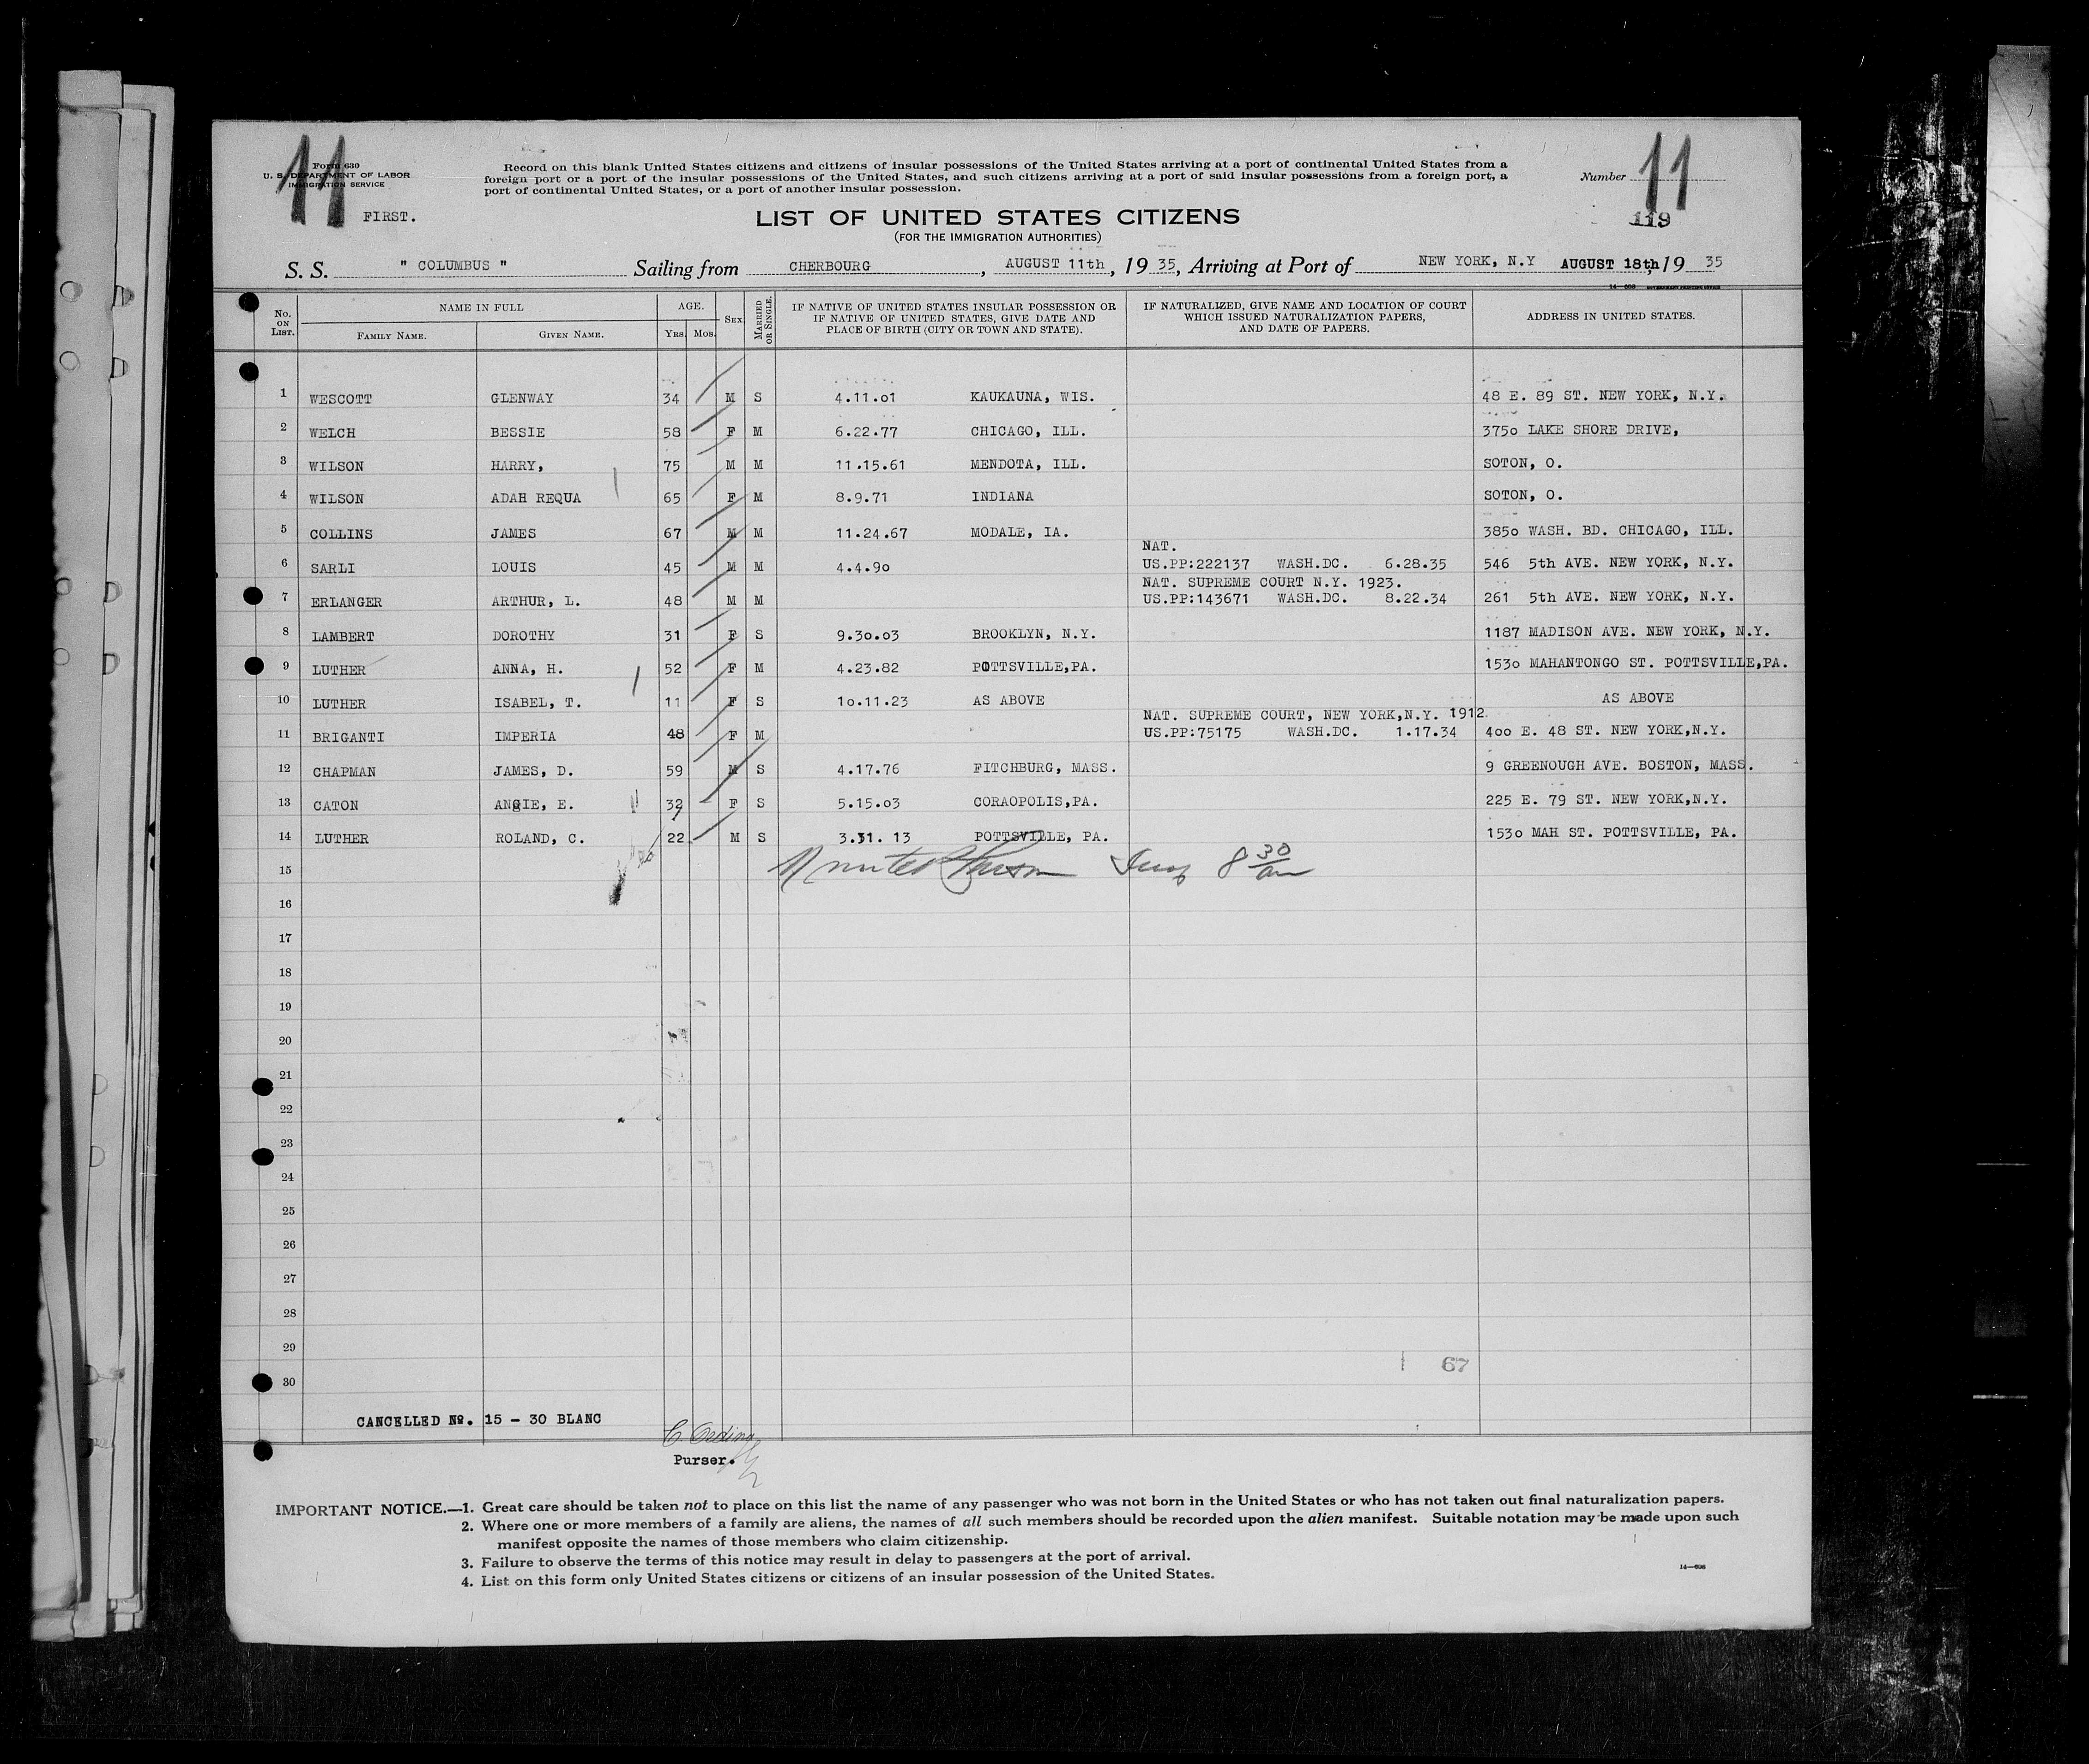 11
Form 630
U. S. DEPARTMENT OF LABOR
IMMIGRATION SERVICE
FIRST.
Record on this blank United States citizens and citizens of insular possessions of the United States arriving at a port of continental United States from a
foreign port or a port of the insular possessions of the United States, and such citizens arriving at a port of said insular possessions from a foreign port, a
port of continental United States, or a port of another insular possession.
Number 11
119
LIST OF UNITED STATES CITIZENS
(FOR THE IMMIGRATION AUTHORITIES)
S. S. " COLUMBUS " Sailing from CHERBOURG, AUGUST 11th, 1935, Arriving at Port of NEW YORK, N.Y AUGUST 18th, 1935
14—608 GOVERNMENT PRINTING OFFICE
No. ON LIST. NAME IN FULL AGE. SEX MARRIED OR SINGLE. IF NATIVE OF UNITED STATES INSULAR POSSESSION OR IF NATIVE OF UNITED STATES, GIVE DATE AND PLACE OF BIRTH (CITY OR TOWN AND STATE). IF NATURALIZED, GIVE NAME AND LOCATION OF COURT WHICH ISSUED NATURALIZATION PAPERS, AND DATE OF PAPERS. ADDRESS IN UNITED STATES.
FAMILY NAME. GIVEN NAME. Yrs. Mos.
1 WESCOTT GLENWAY 34 M S 4.11.01 KAUKAUNA, WIS. 48 E. 89 ST. NEW YORK, N.Y.
2 WELCH BESSIE 58 F M 6.22.77 CHICAGO, ILL. 3750 LAKE SHORE DRIVE,
3 WILSON HARRY, 75 M M 11.15.61 MENDOTA, ILL. SOTON, O.
4 WILSON ADAH REQUA 65 F M 8.9.71 INDIANA SOTON, O.
5 COLLINS JAMES 67 M M 11.24.67 MODALE, IA. 3850 WASH. BD. CHICAGO, ILL.
NAT.
6 SARLI LOUIS 45 M M 4.4.90 US.PP:222137 WASH.DC. 6.28.35 546 5th AVE. NEW YORK, N.Y.
NAT. SUPREME COURT N.Y. 1923.
7 ERLANGER ARTHUR, L. 48 M M US.PP:143671 WASH.DC. 8.22.34 261 5th AVE. NEW YORK, N.Y.
8 LAMBERT DOROTHY 31 F S 9.30.03 BROOKLYN, N.Y. 1187 MADISON AVE. NEW YORK, N.Y.
9 LUTHER ANNA, H. 52 F M 4.23.82 POTTSVILLE,PA. 1530 MAHANTONGO ST. POTTSVILLE,PA.
10 LUTHER ISABEL, T. 11 F S 10.11.23 AS ABOVE AS ABOVE
NAT. SUPREME COURT, NEW YORK,N.Y. 1912.
11 BRIGANTI IMPERIA 48 F M US.PP:75175 WASH.DC. 1.17.34 400 E. 48 ST. NEW YORK,N.Y.
12 CHAPMAN JAMES, D. 59 M S 4.17.76 FITCHBURG, MASS. 9 GREENOUGH AVE. BOSTON, MASS.
13 CATON ANGIE, E. 32 F S 5.15.03 CORAOPOLIS,PA. 225 E. 79 ST. NEW YORK,N.Y.
14 LUTHER ROLAND, C. 22 M S 3.31. 13 POTTSVILLE, PA. 1530 MAH ST. POTTSVILLE, PA.
15 8 30 am
16
17
18
19
20
21
22
23
24
25
26
27
28
29
67
30
CANCELLED No. 15 - 30 BLANC
Purser.
IMPORTANT NOTICE.—1. Great care should be taken not to place on this list the name of any passenger who was not born in the United States or who has not taken out final naturalization papers.
2. Where one or more members of a family are aliens, the names of all such members should be recorded upon the alien manifest. Suitable notation may be made upon such
manifest opposite the names of those members who claim citizenship.
3. Failure to observe the terms of this notice may result in delay to passengers at the port of arrival.
4. List on this form only United States citizens or citizens of an insular possession of the United States.
14—608